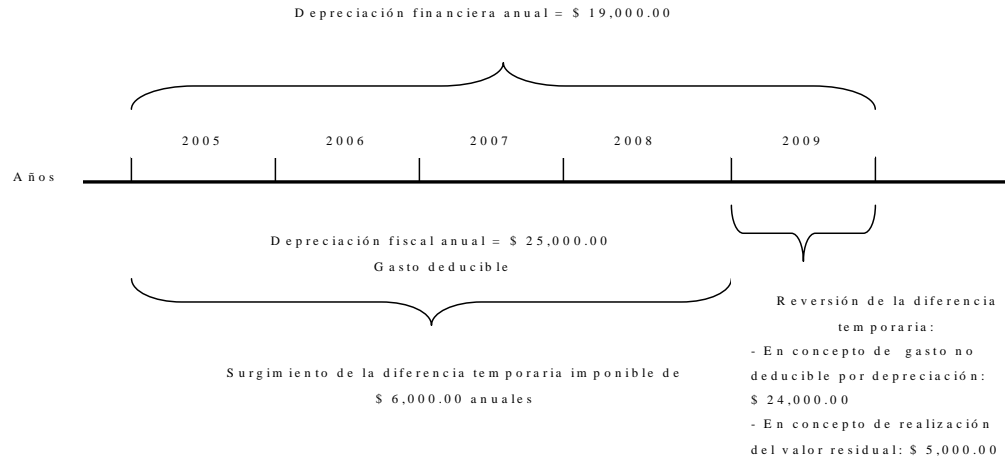 Depreciación financiera anual = $ 19,000.00
2005 2006 2007 2008 2009
Años
Depreciación fiscal anual = $ 25,000.00
Gasto deducible
Surgimiento de la diferencia temporaria imponible de
$ 6,000.00 anuales
Reversión de la diferencia
temporaria:
- En concepto de gasto no
deducible por depreciación:
$ 24,000.00
- En concepto de realización
del valor residual: $ 5,000.00